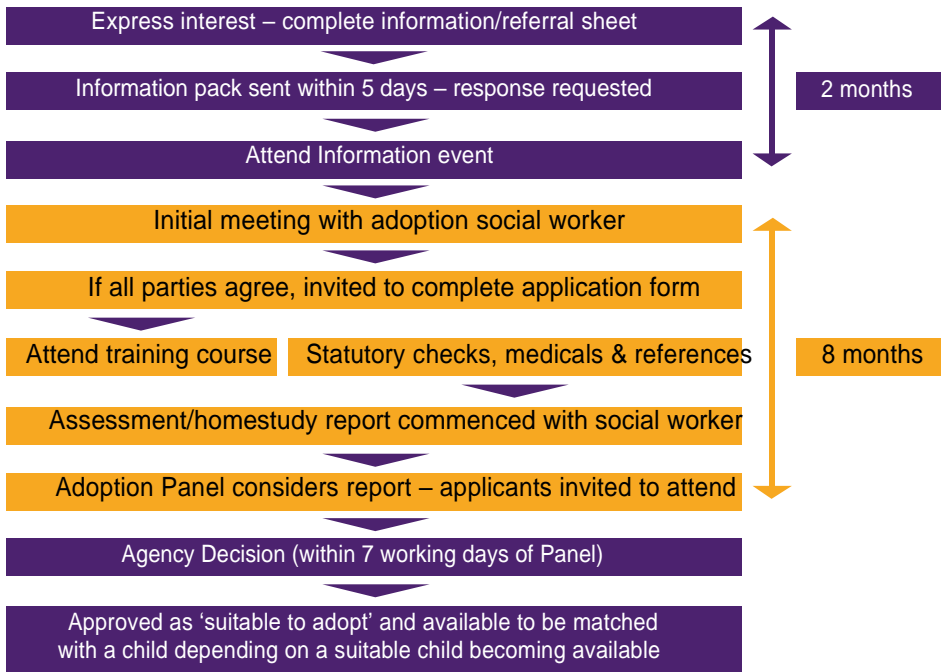 Express interest – complete information/referral sheet
Information pack sent within 5 days – response requested
2 months
Attend Information event
Initial meeting with adoption social worker
If all parties agree, invited to complete application form
Attend training course
Statutory checks, medicals & references
8 months
Assessment/homestudy report commenced with social worker
Adoption Panel considers report – applicants invited to attend
Agency Decision (within 7 working days of Panel)
Approved as ‘suitable to adopt’ and available to be matched
with a child depending on a suitable child becoming available